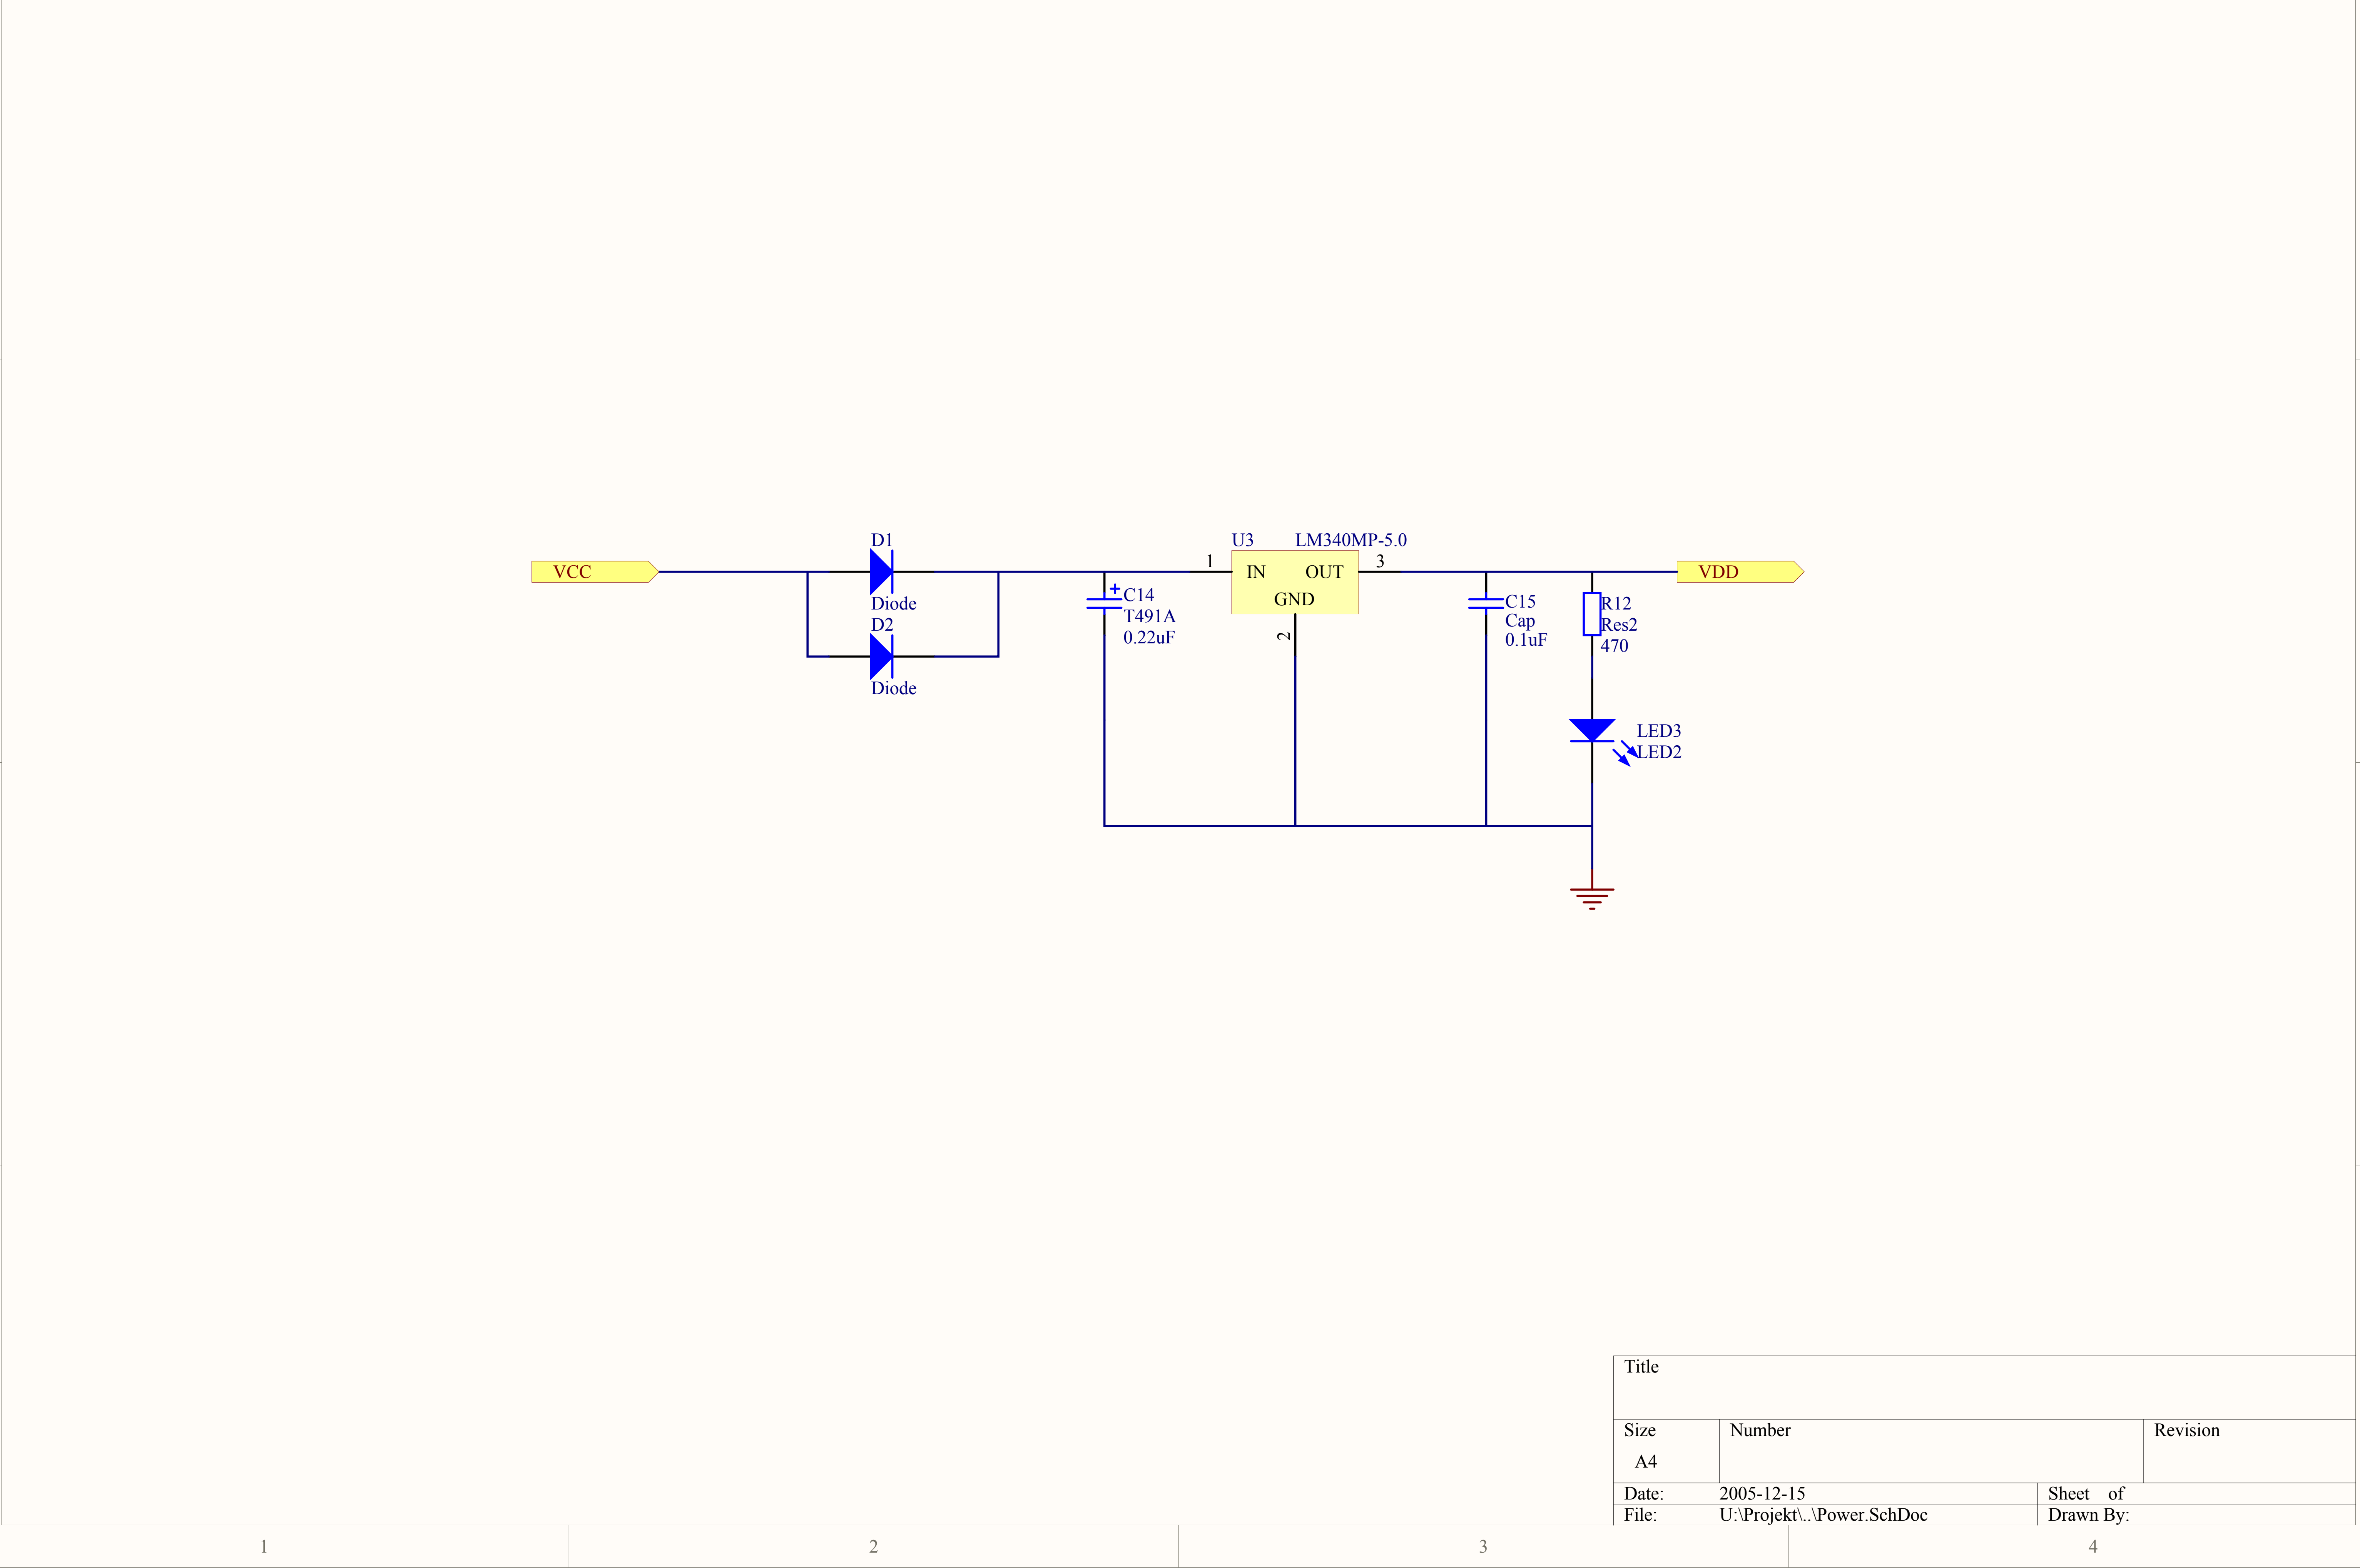 VCC
D1
Diode
D2
Diode
C14
T491A
0.22uF
U3 LM340MP-5.0
1 IN OUT 3
GND
2
C15
Cap
0.1uF
R12
Res2
470
LED3
LED2
VDD
Title
Size Number Revision
A4
Date: 2005-12-15 Sheet of
File: U:\Projekt\..\Power.SchDoc Drawn By:
1 2 3 4